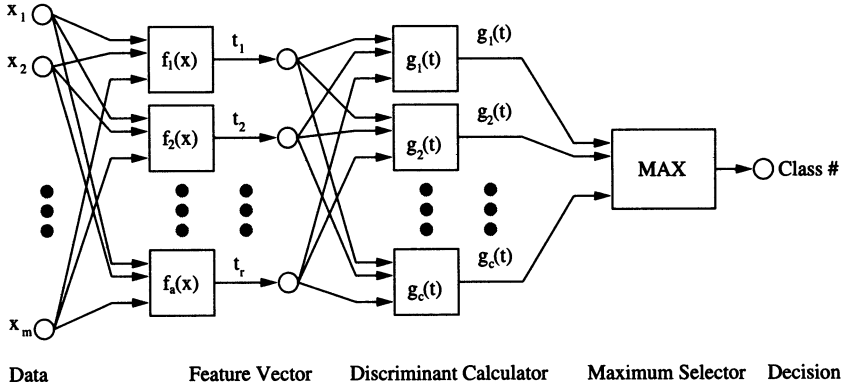 x1
x2
xm
f1(x)
f2(x)
fa(x)
t1
t2
tr
g1(t)
g2(t)
gc(t)
g1(t)
g2(t)
gc(t)
MAX
Class #
Data
Feature Vector
Discriminant Calculator
Maximum Selector
Decision